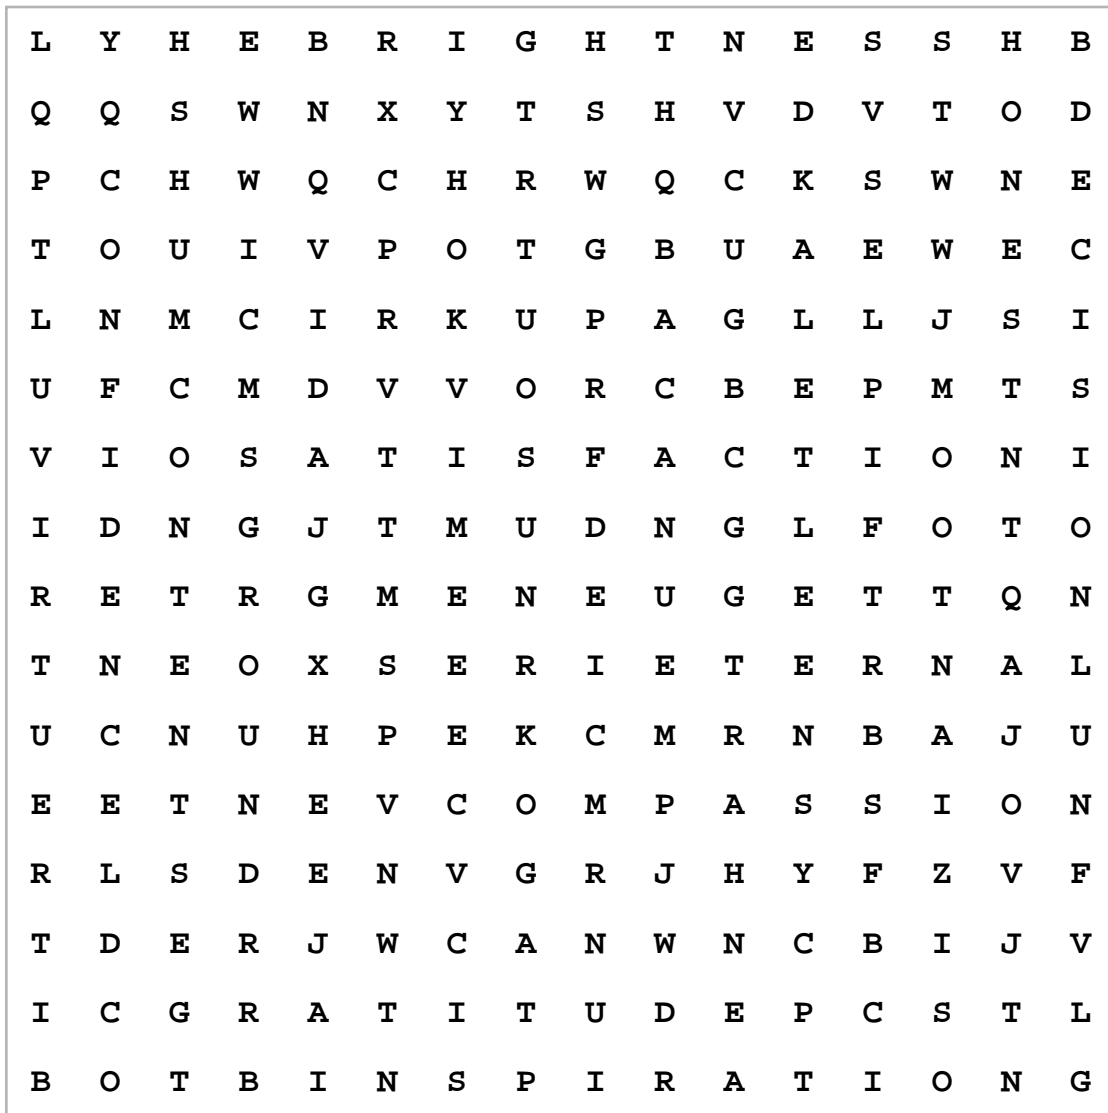 L Y H E B R I G H T N E S S H B
Q Q S W N X Y T S H V D V T O D
P C H W Q C H R W Q C K S W N E
T O U I V P O T G B U A E W E C
L N M C I R K U P A G L L J S I
U F C M D V V O R C B E P M T S
V I O S A T I S F A C T I O N I
I D N G J T M U D N G L F O T O
R E T R G M E N E U G E T T Q N
T N E O X S E R I E T E R N A L
U C N U H P E K C M R N B A J U
E E T N E V C O M P A S S I O N
R L S D E N V G R J H Y F Z V F
T D E R J W C A N W N C B I J V
I C G R A T I T U D E P C S T L
B O T B I N S P I R A T I O N G